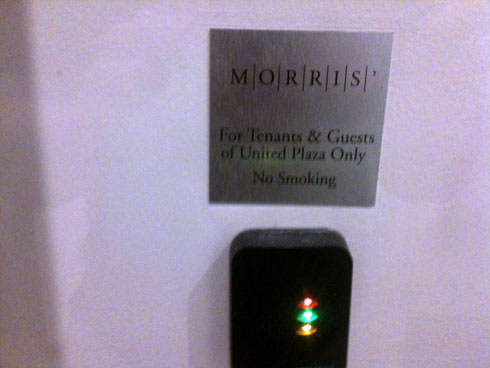 M|O|R|R|I|S|'
For Tenants & Guests
of United Plaza Only
No Smoking